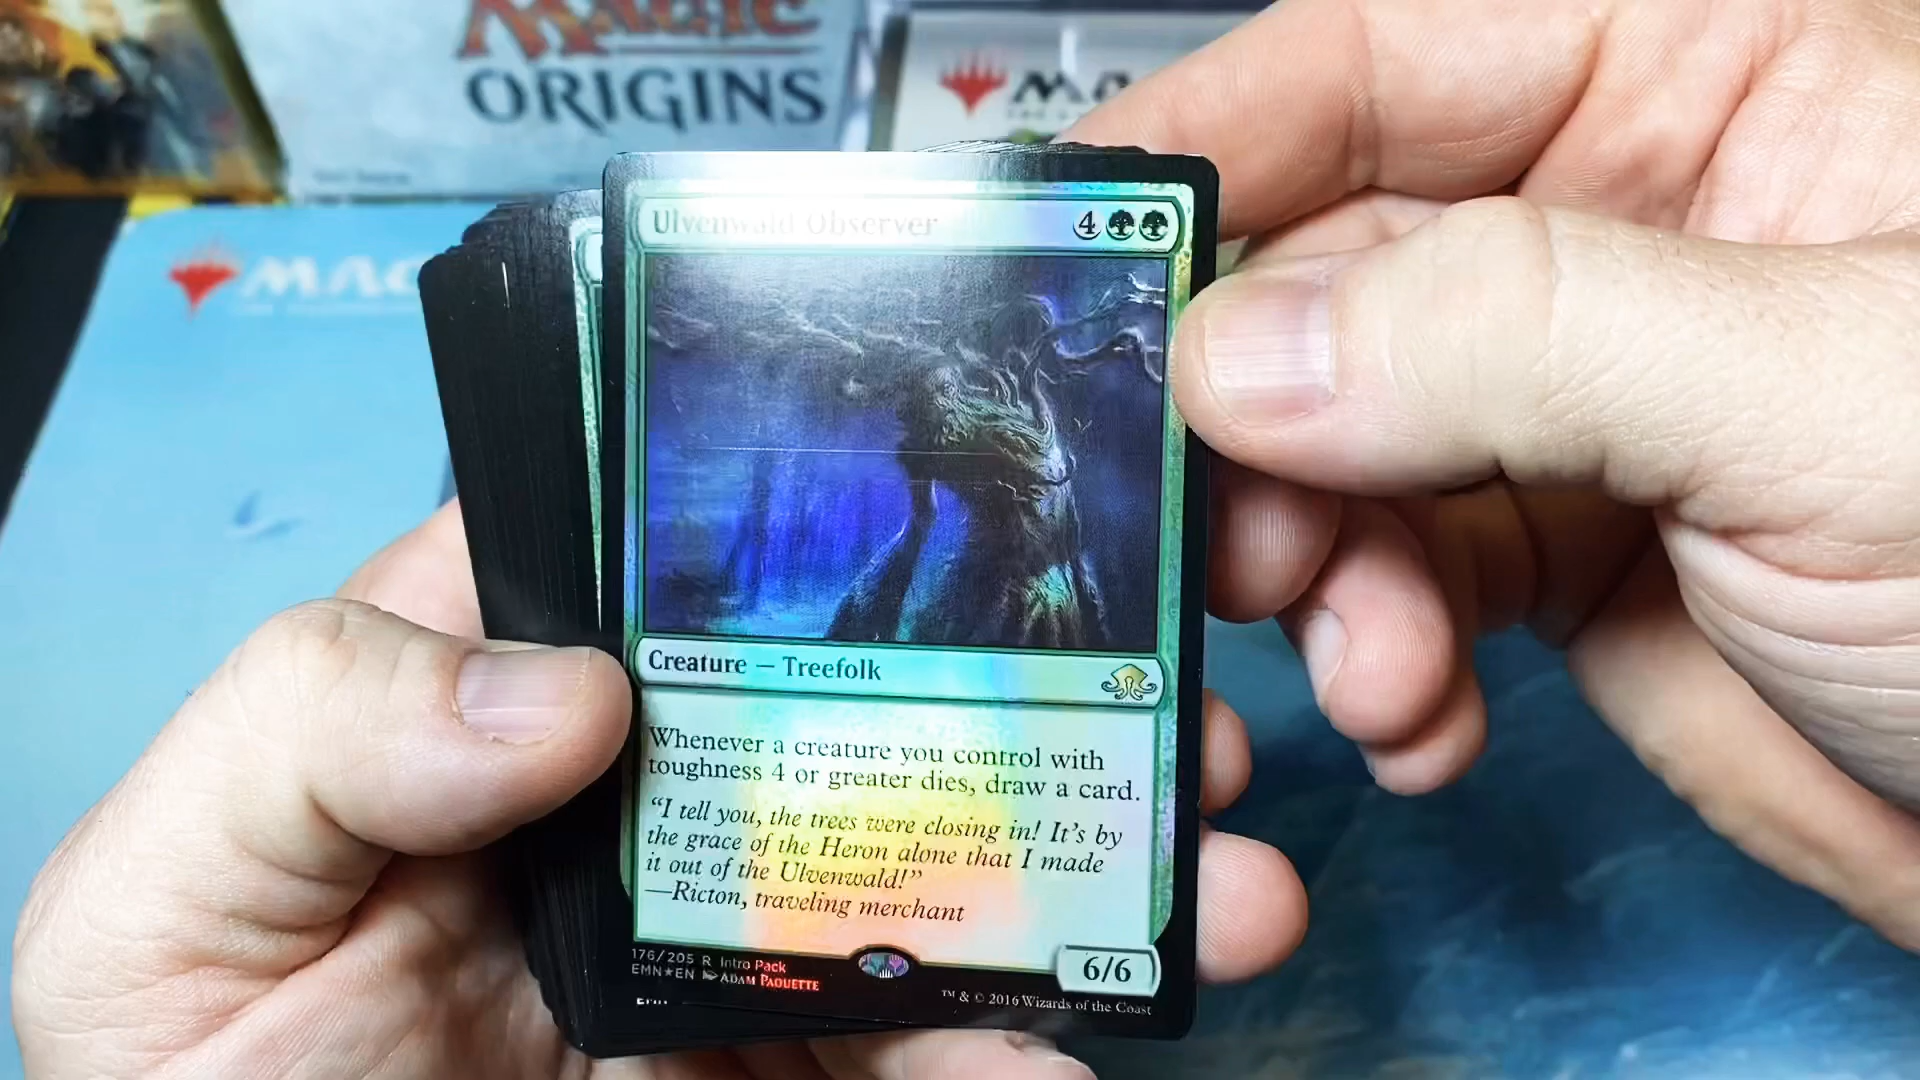 MAGIC
ORIGINS
MA
MAG
Ulvenwald Observer 4
Creature — Treefolk
Whenever a creature you control with
toughness 4 or greater dies, draw a card.
“I tell you, the trees were closing in! It’s by
the grace of the Heron alone that I made
it out of the Ulvenwald!”
—Ricton, traveling merchant
6/6
176/205 R Intro Pack
EMN★EN ADAM PAQUETTE
™ & © 2016 Wizards of the Coast